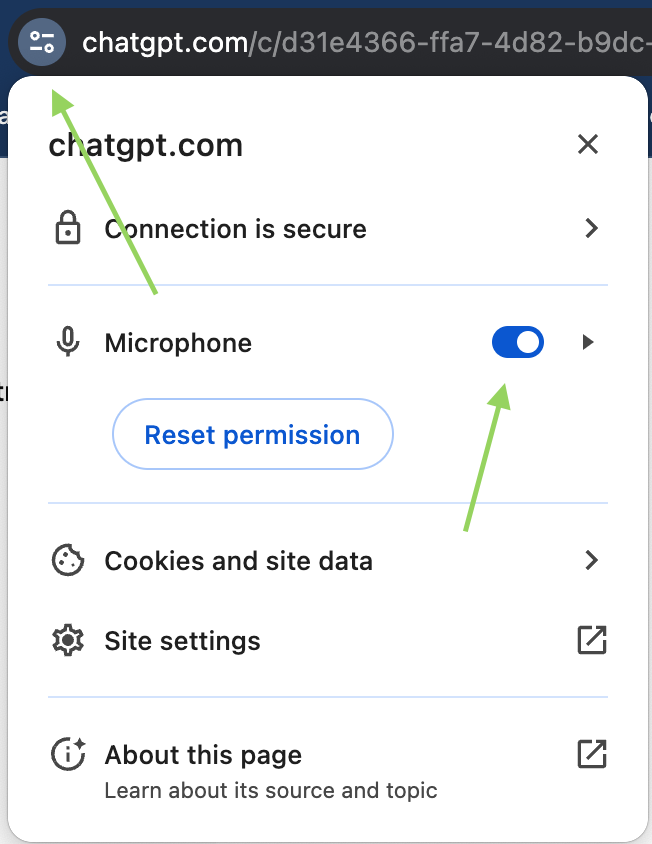 chatgpt.com/c/d31e4366-ffa7-4d82-b9dc-
chatgpt.com
Connection is secure
Microphone
Reset permission
Cookies and site data
Site settings
About this page
Learn about its source and topic